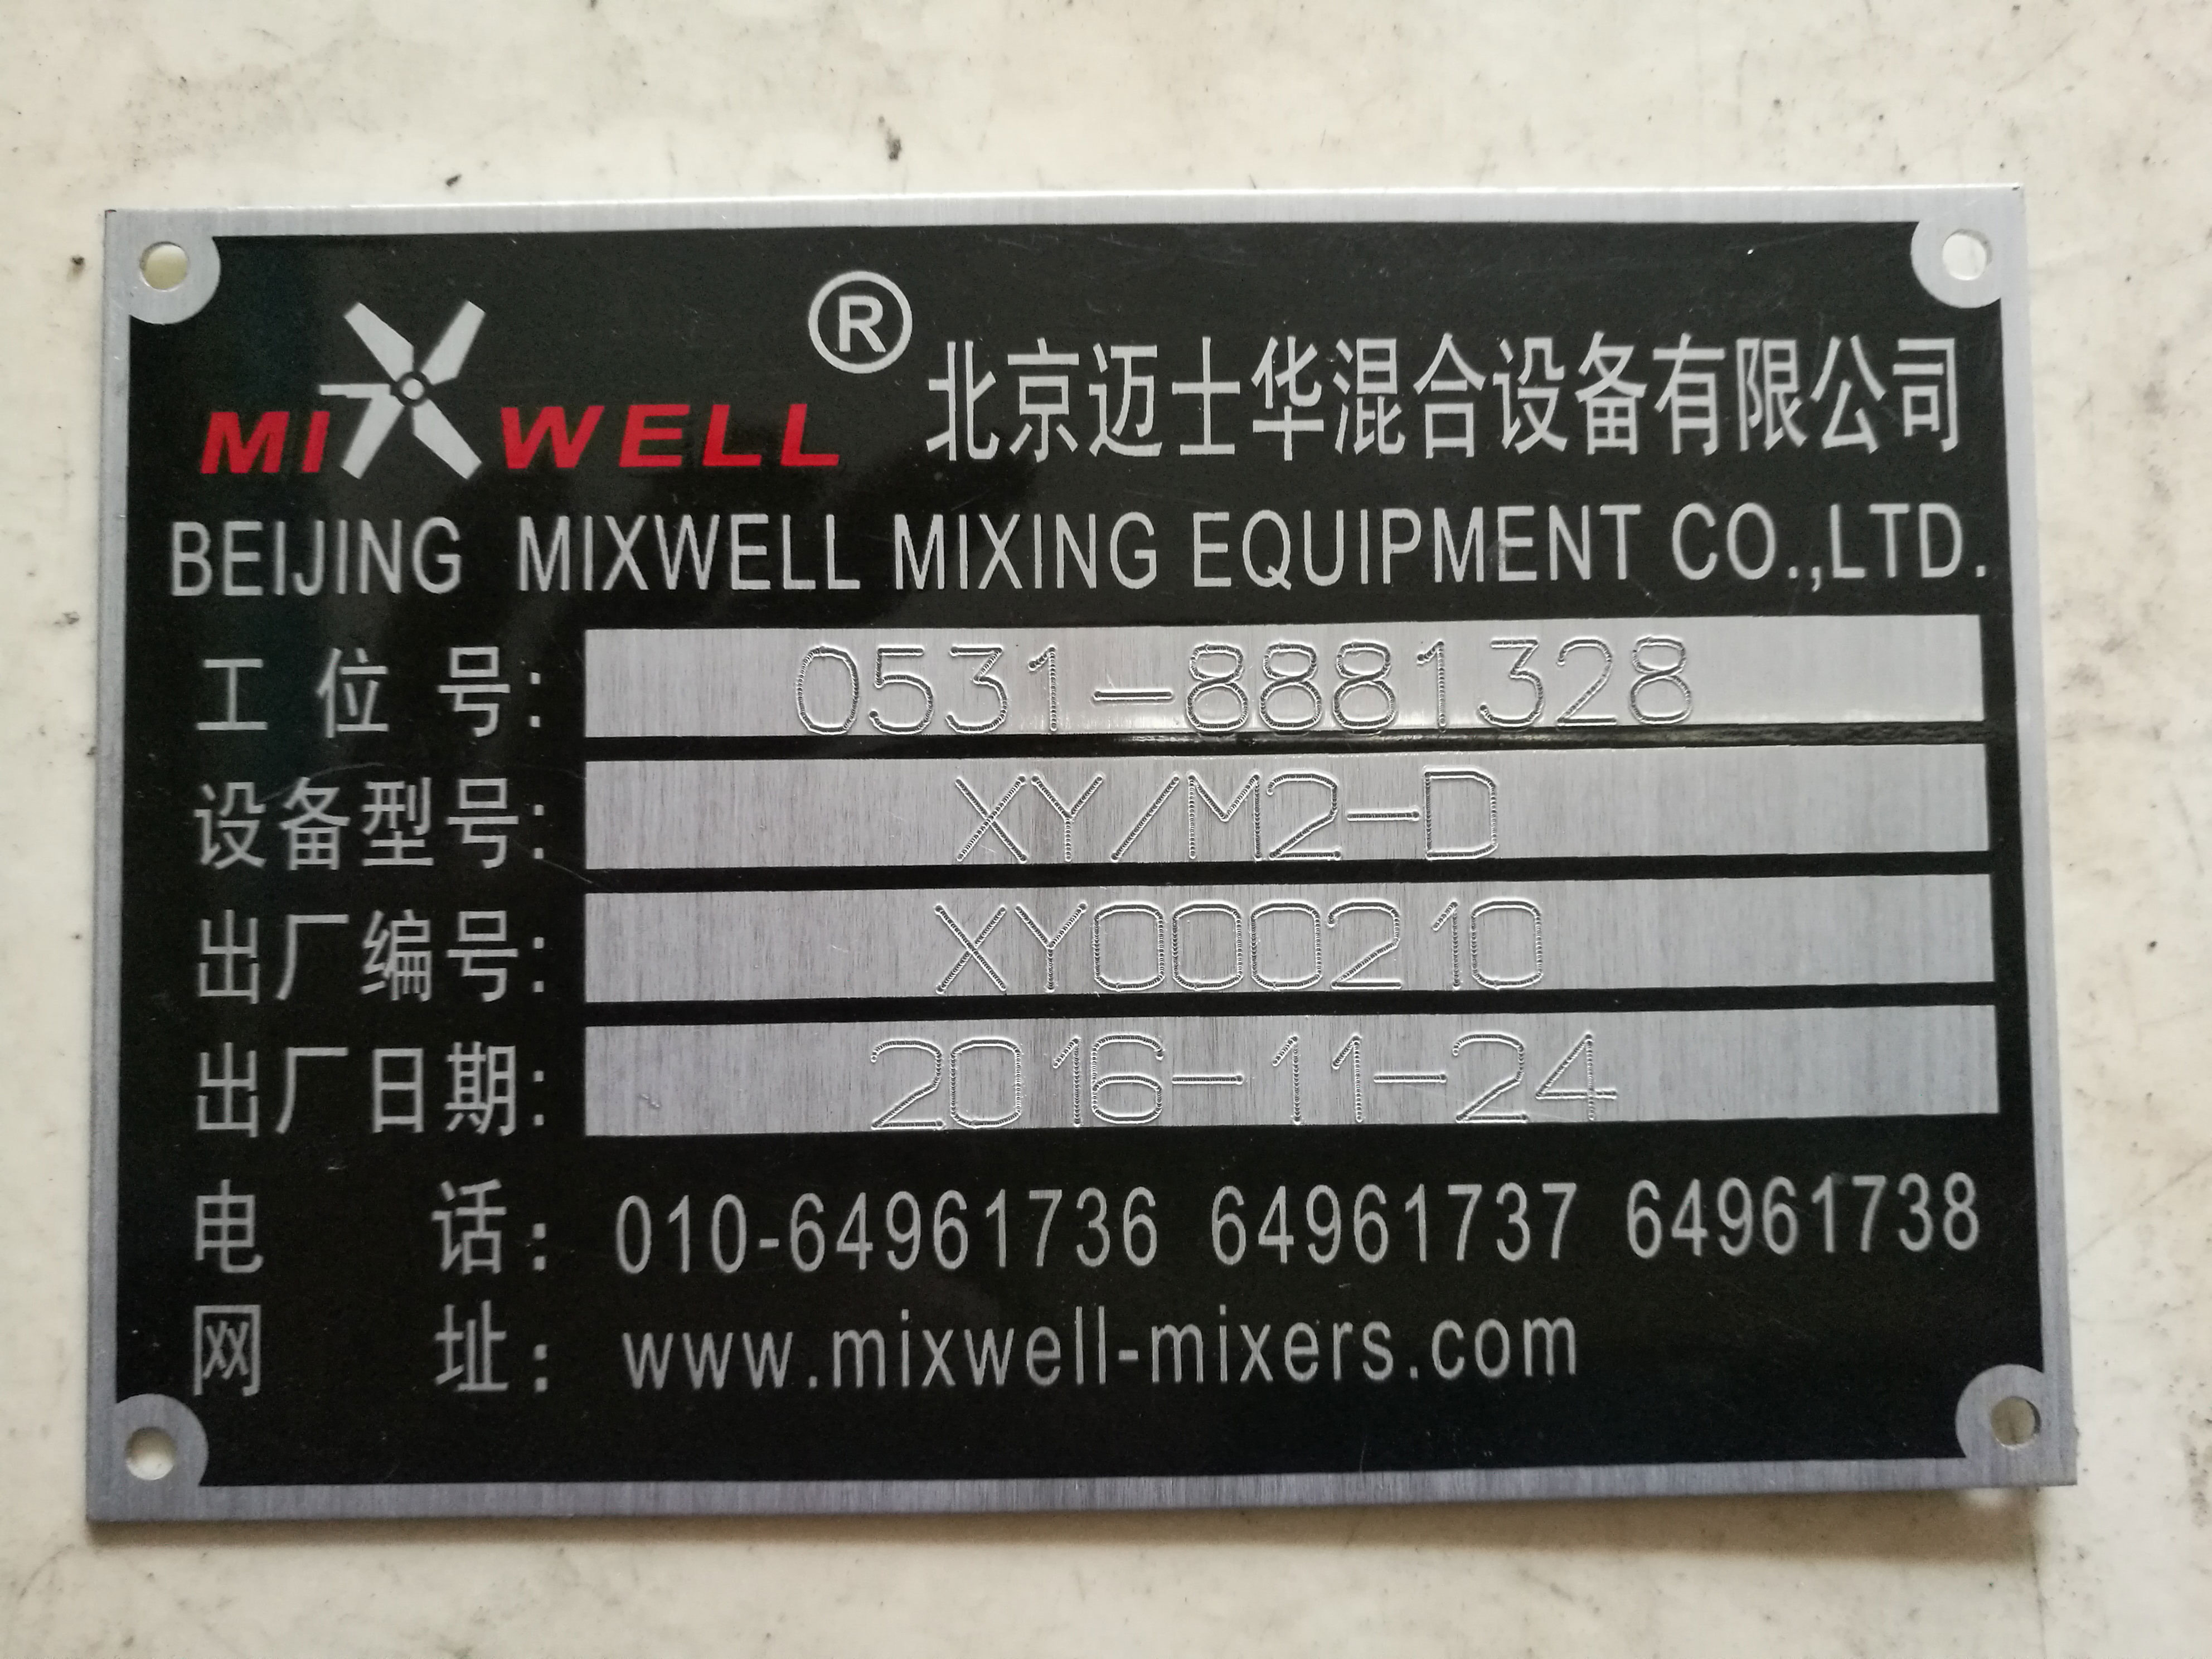 MIXWELL ® 北京迈士华混合设备有限公司
BEIJING MIXWELL MIXING EQUIPMENT CO.,LTD.
工位号: 0531-8881328
设备型号: XY/M2-D
出厂编号: XY000210
出厂日期: 2016-11-24
电话: 010-64961736 64961737 64961738
网址: www.mixwell-mixers.com